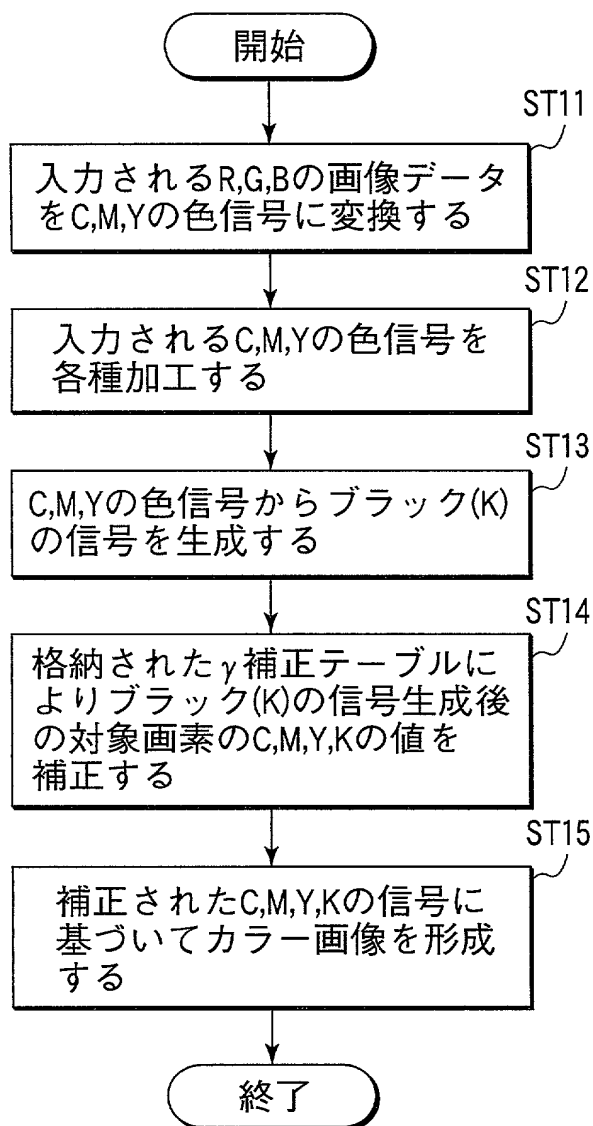 開始
ST11
入力されるR,G,Bの画像データ
をC,M,Yの色信号に変換する
ST12
入力されるC,M,Yの色信号を
各種加工する
ST13
C,M,Yの色信号からブラック(K)
の信号を生成する
ST14
格納されたγ補正テーブルに
よりブラック(K)の信号生成後
の対象画素のC,M,Y,Kの値を
補正する
ST15
補正されたC,M,Y,Kの信号に
基づいてカラー画像を形成
する
終了